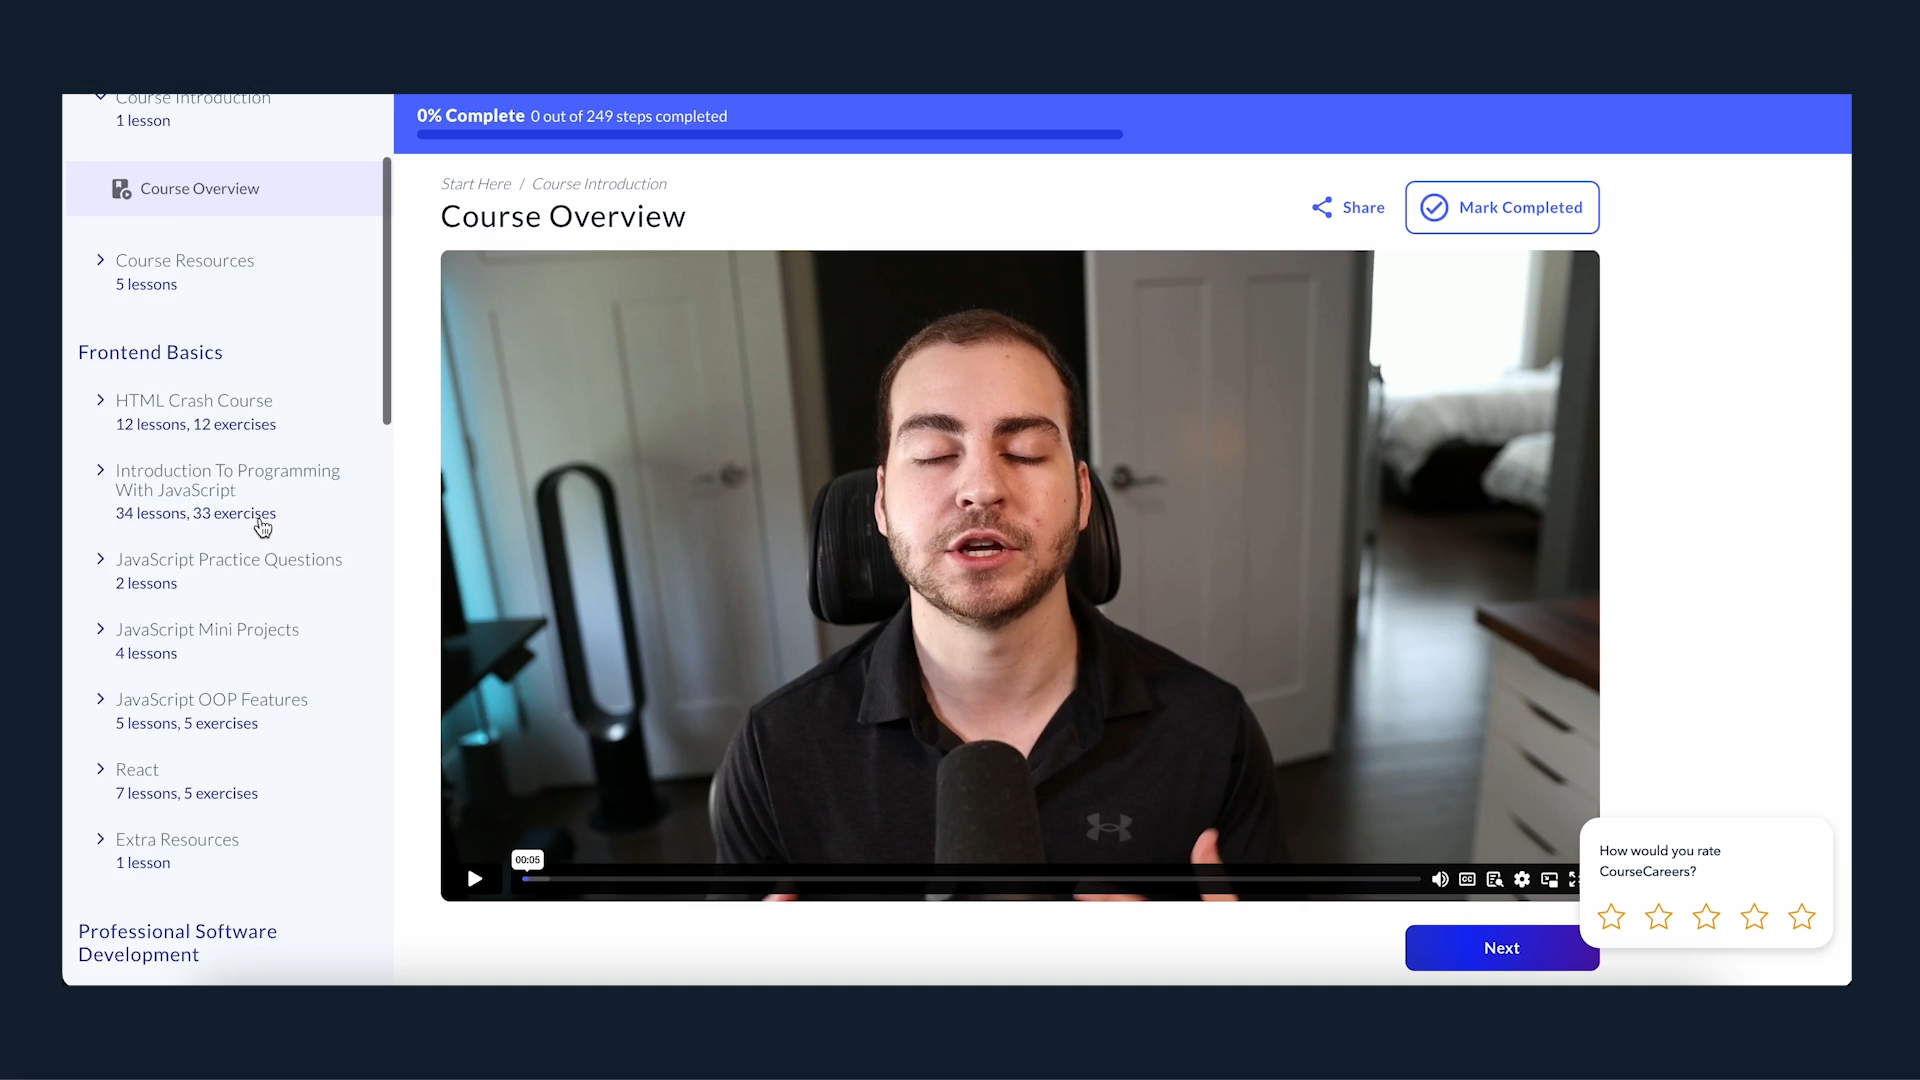 Course Introduction
1 lesson
Course Overview
Course Resources
5 lessons
Frontend Basics
HTML Crash Course
12 lessons, 12 exercises
Introduction To Programming
With JavaScript
34 lessons, 33 exercises
JavaScript Practice Questions
2 lessons
JavaScript Mini Projects
4 lessons
JavaScript OOP Features
5 lessons, 5 exercises
React
7 lessons, 5 exercises
Extra Resources
1 lesson
Professional Software
Development
0% Complete 0 out of 249 steps completed
Start Here / Course Introduction
Course Overview
Share
Mark Completed
00:05
CC
How would you rate
CourseCareers?
Next